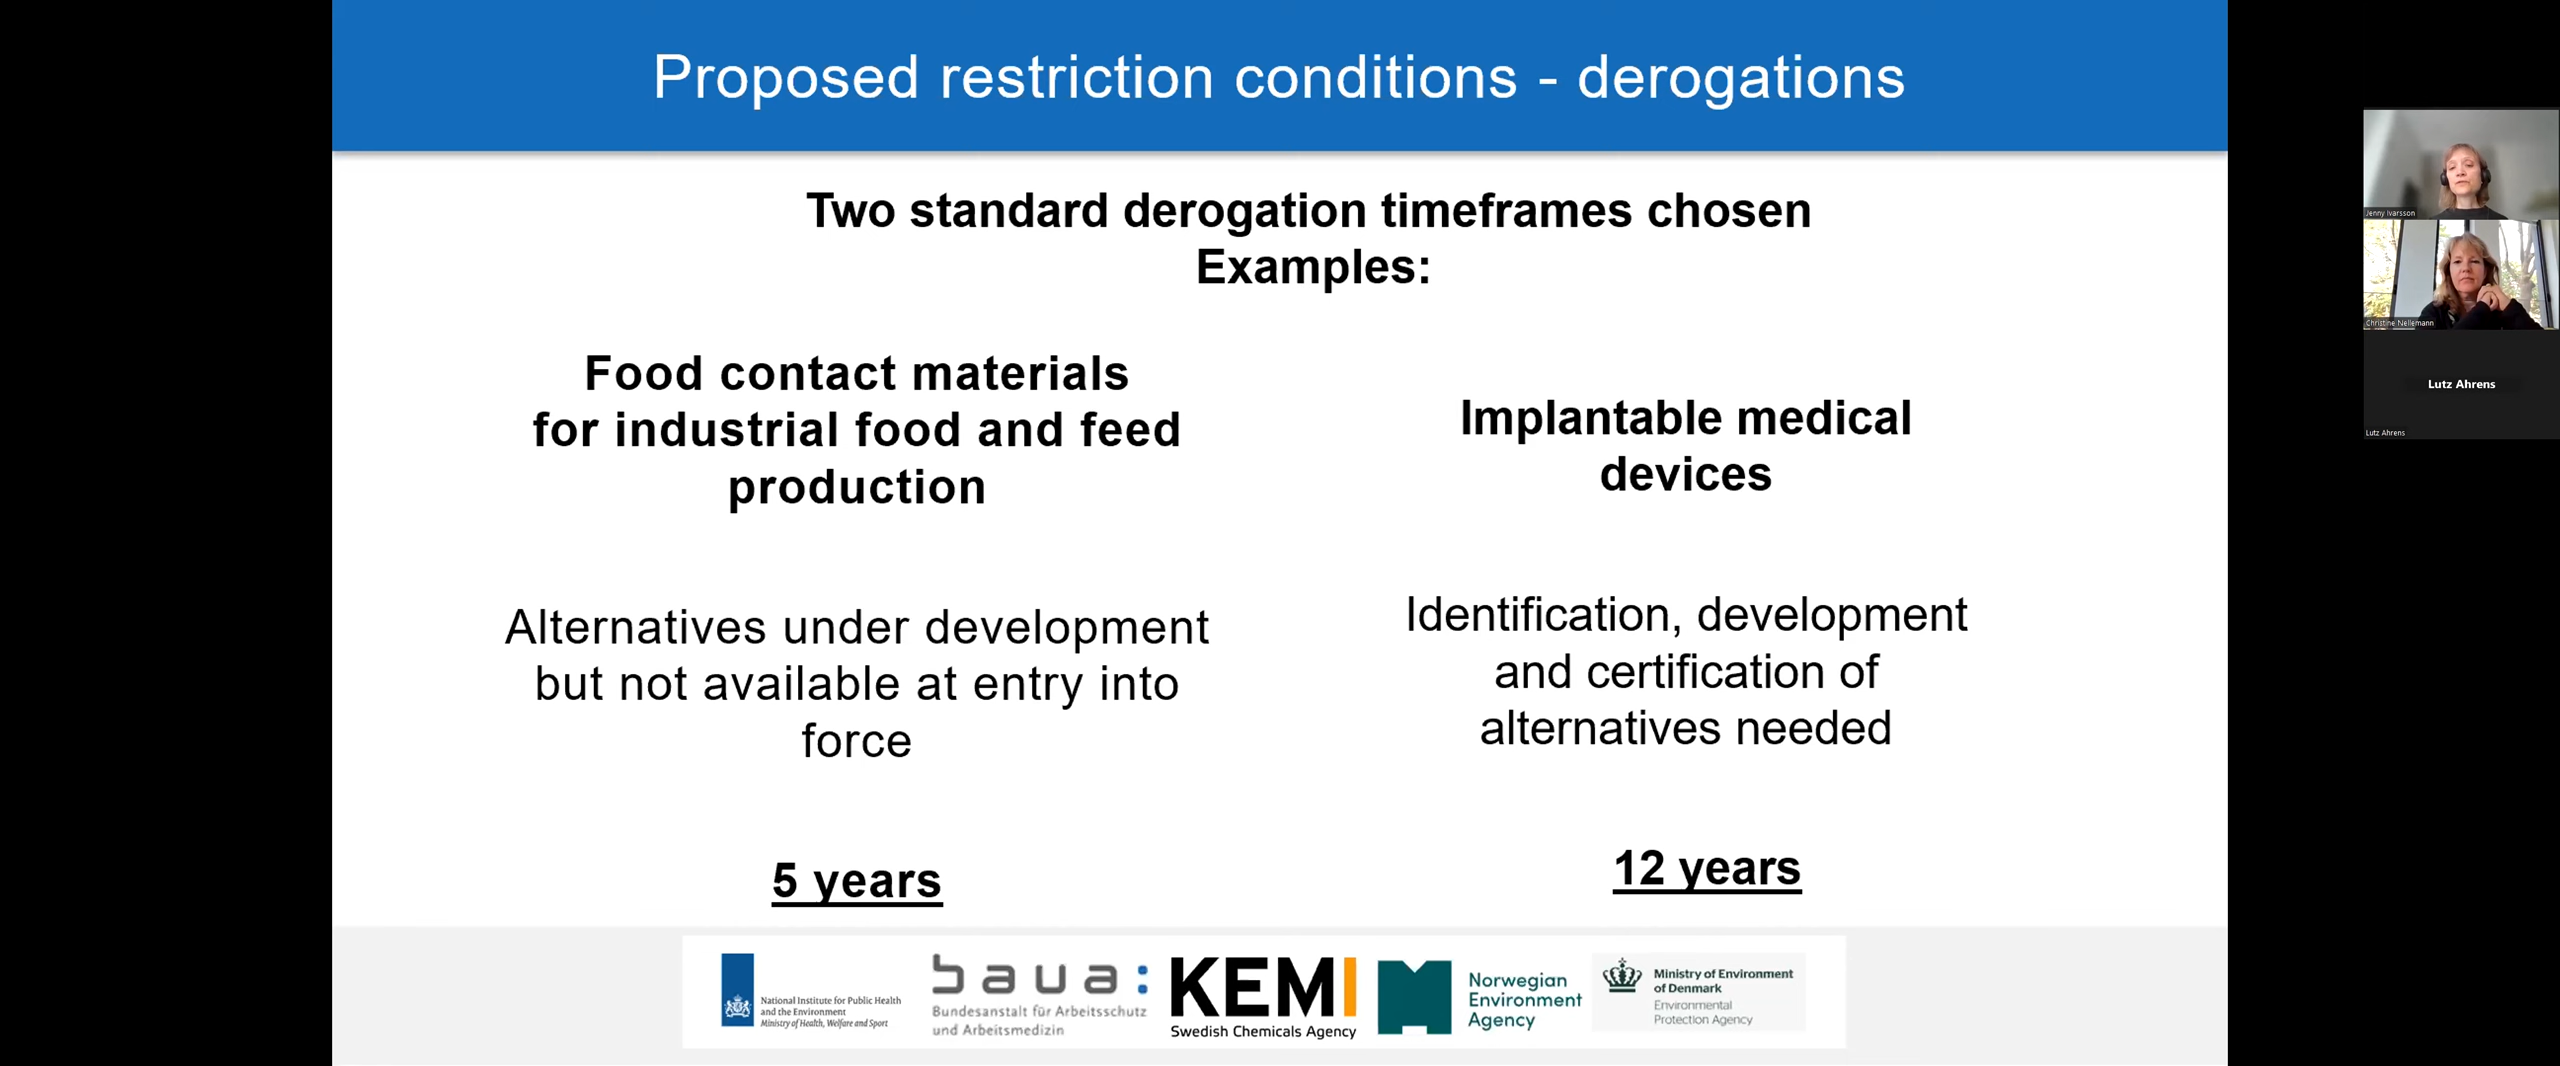 Proposed restriction conditions - derogations
Two standard derogation timeframes chosen
Examples:
Food contact materials
for industrial food and feed
production
Alternatives under development
but not available at entry into
force
5 years
Implantable medical
devices
Identification, development
and certification of
alternatives needed
12 years
National Institute for Public Health
and the Environment
Ministry of Health, Welfare and Sport
baua:
Bundesanstalt für Arbeitsschutz
und Arbeitsmedizin
KEMI
Swedish Chemicals Agency
Norwegian
Environment
Agency
Ministry of Environment
of Denmark
Environmental
Protection Agency
Jenny Ivarsson
Christine Nellemann
Lutz Ahrens
Lutz Ahrens